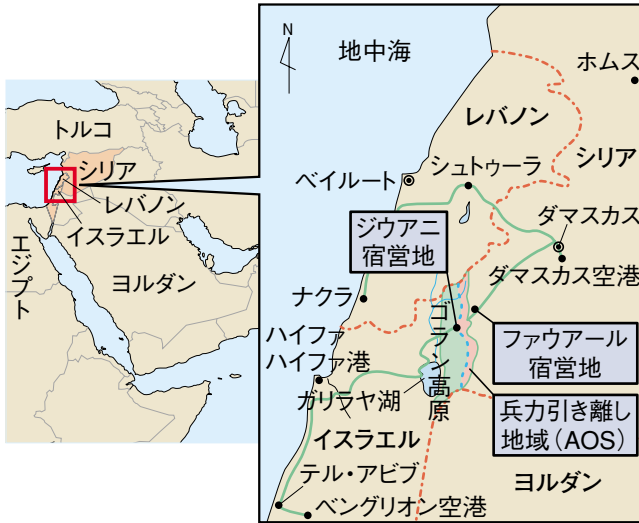 トルコ
シリア
レバノン
イスラエル
エジプト
ヨルダン
N
地中海
ホムス
レバノン
シリア
シュトゥーラ
ベイルート
ダマスカス
ジウアニ
宿営地
ダマスカス空港
ナクラ
ゴラン高原
ファウアール
宿営地
ハイファ
ハイファ港
ガリラヤ湖
兵力引き離し
地域(AOS)
イスラエル
テル・アビブ
ヨルダン
ベングリオン空港